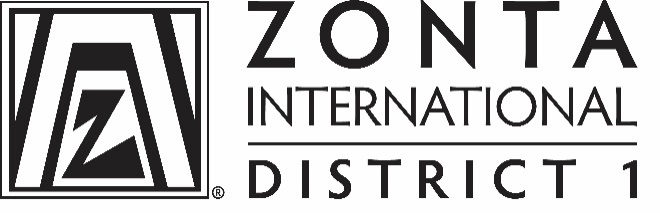 Z
®
ZONTA
INTERNATIONAL
DISTRICT 1